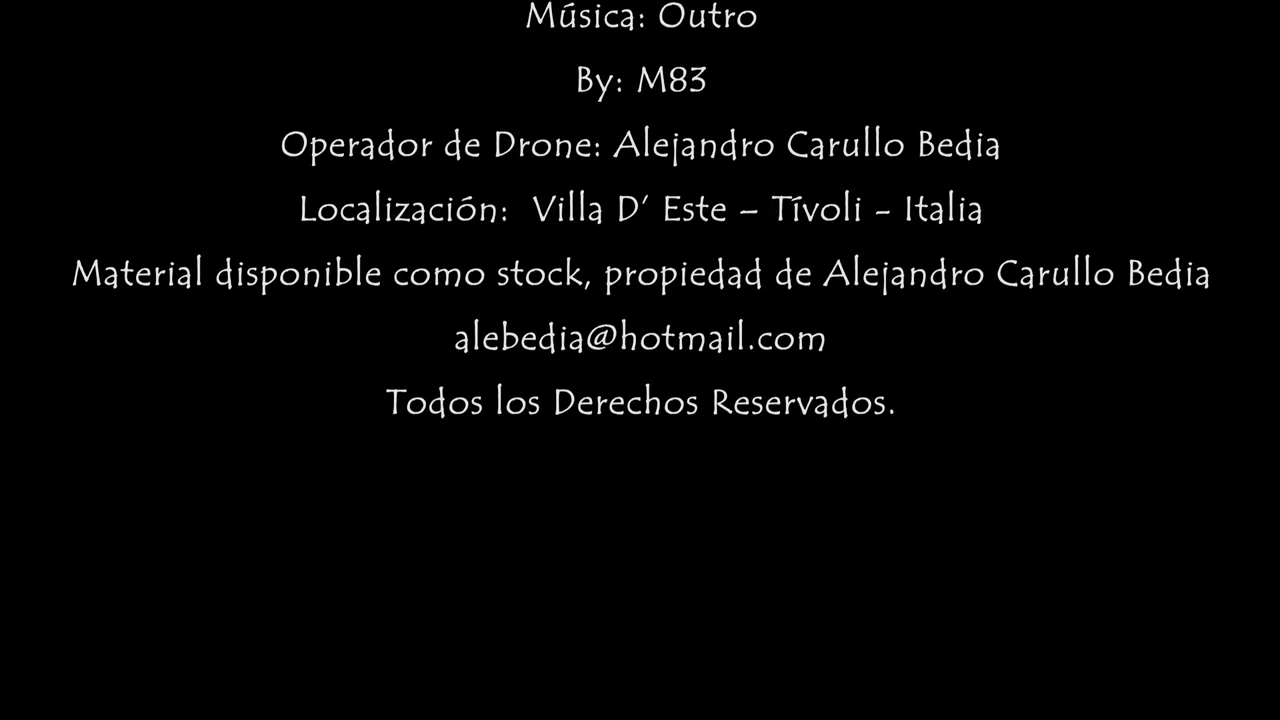 Música: Outro
By: M83
Operador de Drone: Alejandro Carullo Bedia
Localización:  Villa D’ Este – Tívoli - Italia
Material disponible como stock, propiedad de Alejandro Carullo Bedia
alebedia@hotmail.com
Todos los Derechos Reservados.